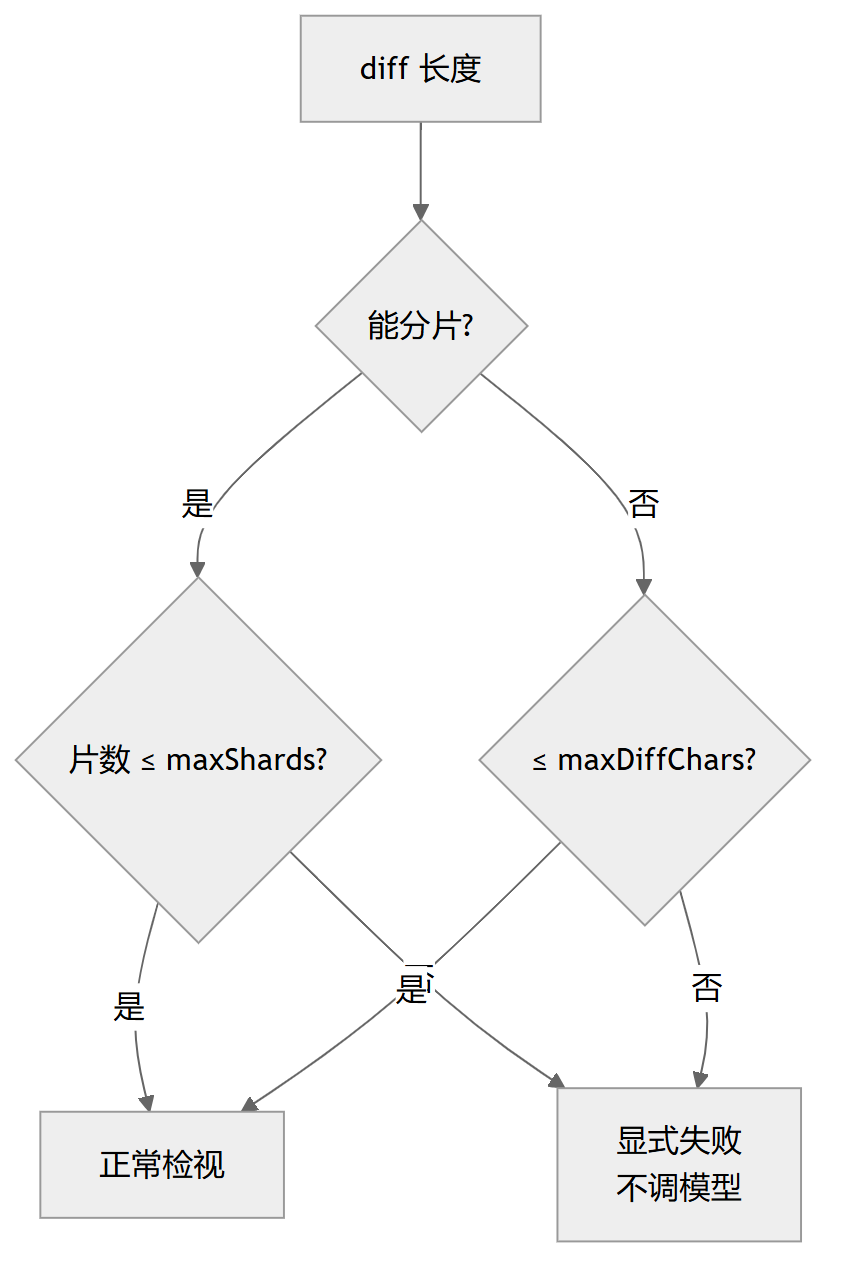 diff 长度
能分片?
是
否
片数 ≤ maxShards?
≤ maxDiffChars?
是
是
否
正常检视
显式失败
不调模型